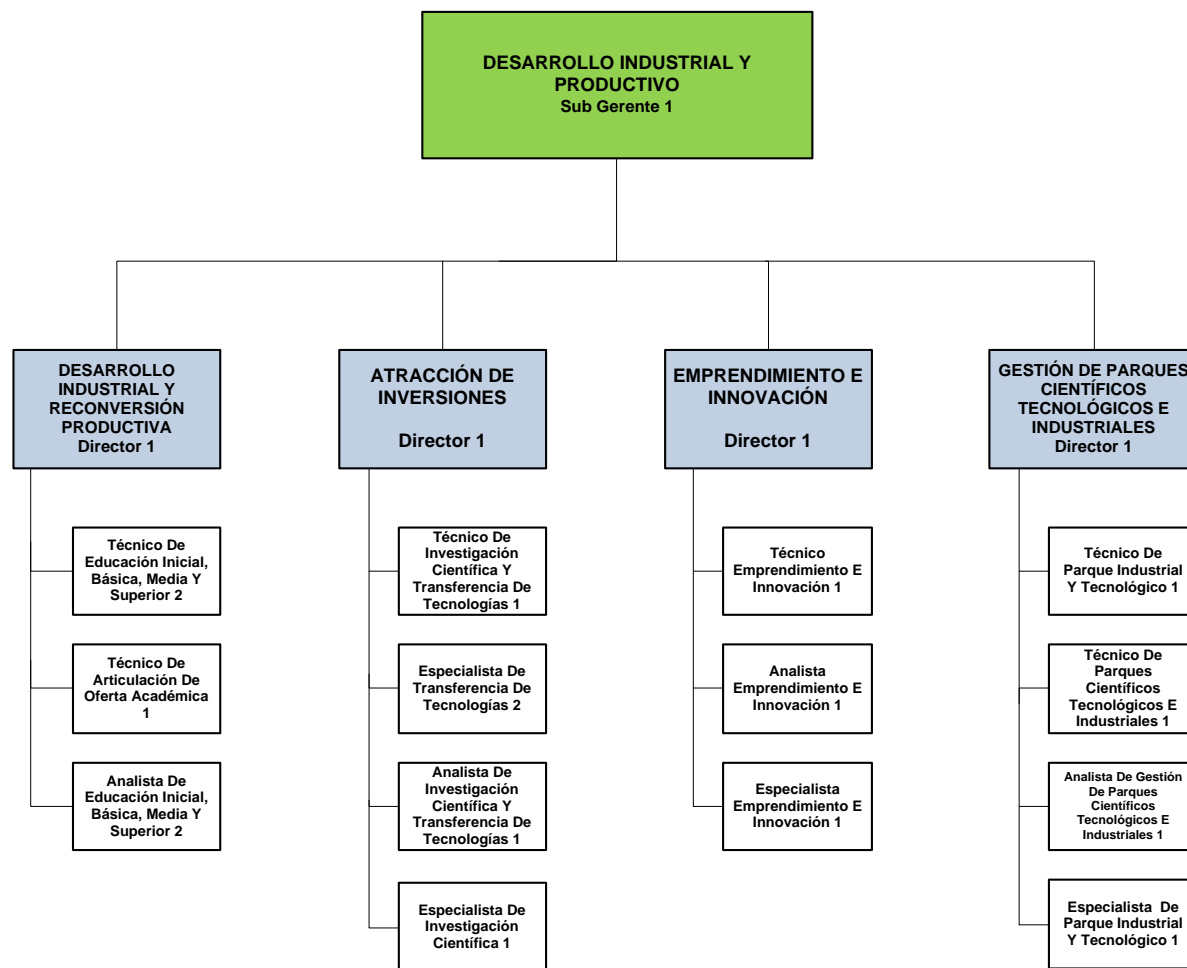 DESARROLLO INDUSTRIAL Y
PRODUCTIVO
Sub Gerente 1
DESARROLLO
INDUSTRIAL Y
RECONVERSIÓN
PRODUCTIVA
Director 1
Técnico De
Educación Inicial,
Básica, Media Y
Superior 2
Técnico De
Articulación De
Oferta Académica
1
Analista De
Educación Inicial,
Básica, Media Y
Superior 2
ATRACCIÓN DE
INVERSIONES
Director 1
Técnico De
Investigación
Científica Y
Transferencia De
Tecnologías 1
Especialista De
Transferencia De
Tecnologías 2
Analista De
Investigación
Científica Y
Transferencia De
Tecnologías 1
Especialista De
Investigación
Científica 1
EMPRENDIMIENTO E
INNOVACIÓN
Director 1
Técnico
Emprendimiento E
Innovación 1
Analista
Emprendimiento E
Innovación 1
Especialista
Emprendimiento E
Innovación 1
GESTIÓN DE PARQUES
CIENTÍFICOS
TECNOLÓGICOS E
INDUSTRIALES
Director 1
Técnico De
Parque Industrial
Y Tecnológico 1
Técnico De
Parques
Científicos
Tecnológicos E
Industriales 1
Analista De Gestión
De Parques
Científicos
Tecnológicos E
Industriales 1
Especialista De
Parque Industrial
Y Tecnológico 1